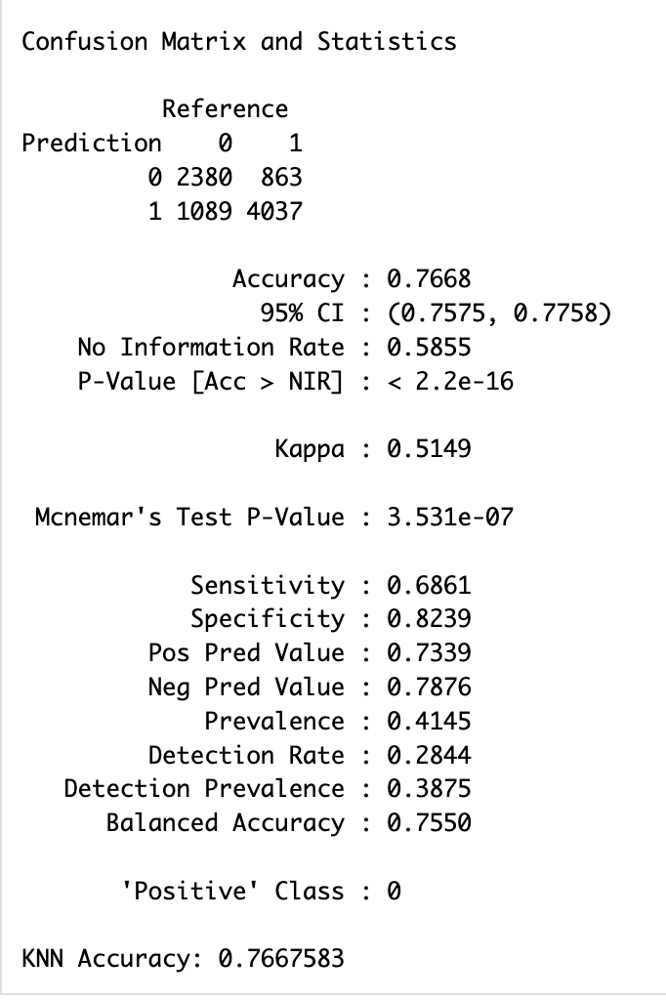 Confusion Matrix and Statistics
Reference
Prediction 0 1
0 2380 863
1 1089 4037
Accuracy : 0.7668
95% CI : (0.7575, 0.7758)
No Information Rate : 0.5855
P-Value [Acc > NIR] : < 2.2e-16
Kappa : 0.5149
Mcnemar's Test P-Value : 3.531e-07
Sensitivity : 0.6861
Specificity : 0.8239
Pos Pred Value : 0.7339
Neg Pred Value : 0.7876
Prevalence : 0.4145
Detection Rate : 0.2844
Detection Prevalence : 0.3875
Balanced Accuracy : 0.7550
'Positive' Class : 0
KNN Accuracy: 0.7667583